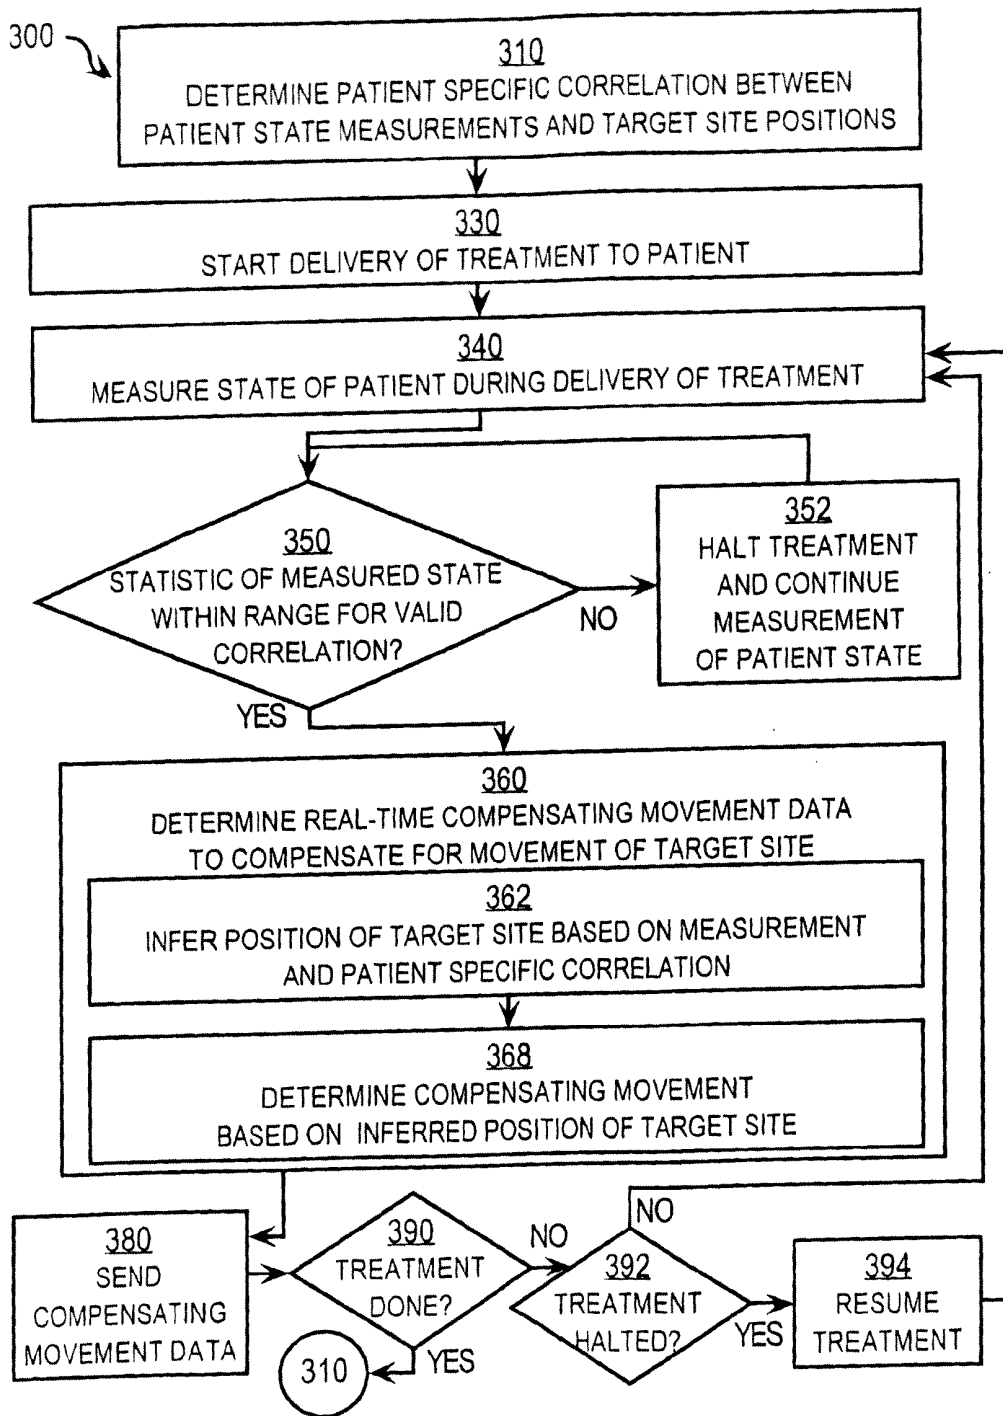 300
310
DETERMINE PATIENT SPECIFIC CORRELATION BETWEEN
PATIENT STATE MEASUREMENTS AND TARGET SITE POSITIONS
330
START DELIVERY OF TREATMENT TO PATIENT
340
MEASURE STATE OF PATIENT DURING DELIVERY OF TREATMENT
350
STATISTIC OF MEASURED STATE
WITHIN RANGE FOR VALID
CORRELATION?
NO
352
HALT TREATMENT
AND CONTINUE
MEASUREMENT
OF PATIENT STATE
YES
360
DETERMINE REAL-TIME COMPENSATING MOVEMENT DATA
TO COMPENSATE FOR MOVEMENT OF TARGET SITE
362
INFER POSITION OF TARGET SITE BASED ON MEASUREMENT
AND PATIENT SPECIFIC CORRELATION
368
DETERMINE COMPENSATING MOVEMENT
BASED ON INFERRED POSITION OF TARGET SITE
380
SEND
COMPENSATING
MOVEMENT DATA
390
TREATMENT
DONE?
NO
YES
310
392
TREATMENT
HALTED?
NO
YES
394
RESUME
TREATMENT